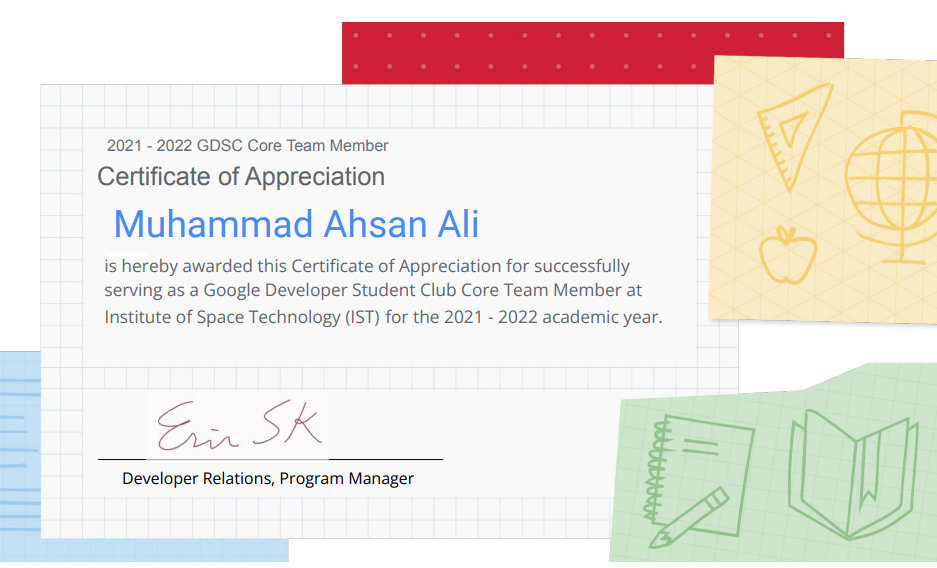 2021 - 2022 GDSC Core Team Member
Certificate of Appreciation
Muhammad Ahsan Ali
is hereby awarded this Certificate of Appreciation for successfully
serving as a Google Developer Student Club Core Team Member at
Institute of Space Technology (IST) for the 2021 - 2022 academic year.
Erin SK
Developer Relations, Program Manager